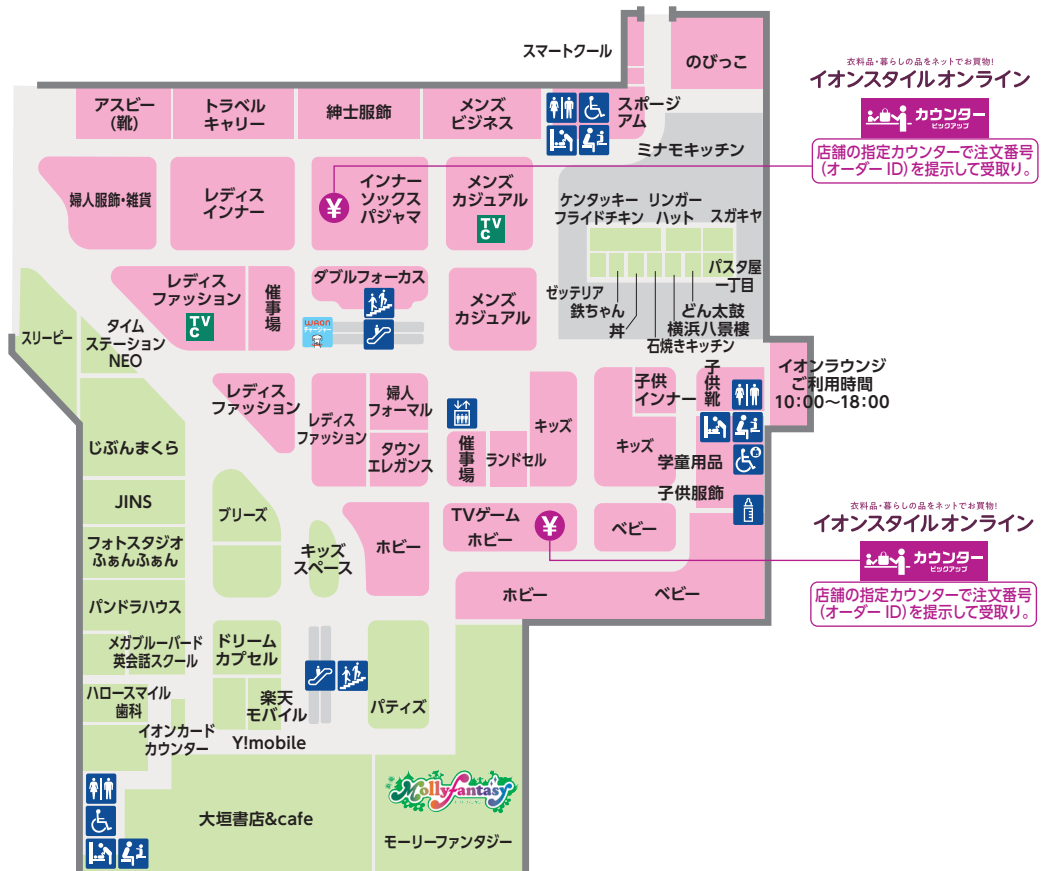 スマートクール
のびっこ
アスビー
(靴)
トラベル
キャリー
紳士服飾
メンズ
ビジネス
スポージ
アム
ミナモキッチン
衣料品・暮らしの品をネットでお買物!
イオンスタイルオンライン
カウンター
ピックアップ
店舗の指定カウンターで注文番号
(オーダーID)を提示して受取り。
婦人服飾・雑貨
レディス
インナー
¥
インナー
ソックス
パジャマ
メンズ
カジュアル
TV
C
ケンタッキー
フライドチキン
リンガー
ハット
スガキヤ
パスタ屋
一丁目
ゼッテリア
鉄ちゃん
丼
どん太鼓
横浜八景樓
石焼きキッチン
レディス
ファッション
TV
C
催事場
ダブルフォーカス
WAON
チャージャー
メンズ
カジュアル
スリーピー
タイム
ステーション
NEO
レディス
ファッション
レディス
ファッション
婦人
フォーマル
タウン
エレガンス
催事場
ランドセル
キッズ
キッズ
子供
インナー
子供靴
イオンラウンジ
ご利用時間
10:00〜18:00
学童用品
子供服飾
じぶんまくら
JINS
フォトスタジオ
ふぁんふぁん
パンドラハウス
メガブルーバード
英会話スクール
ハロースマイル
歯科
イオンカード
カウンター
ブリーズ
キッズ
スペース
ホビー
TVゲーム
ホビー
¥
ベビー
ホビー
ベビー
衣料品・暮らしの品をネットでお買物!
イオンスタイルオンライン
カウンター
ピックアップ
店舗の指定カウンターで注文番号
(オーダーID)を提示して受取り。
ドリーム
カプセル
楽天
モバイル
Y!mobile
パティズ
大垣書店&cafe
Mollyfantasy
モーリーファンタジー